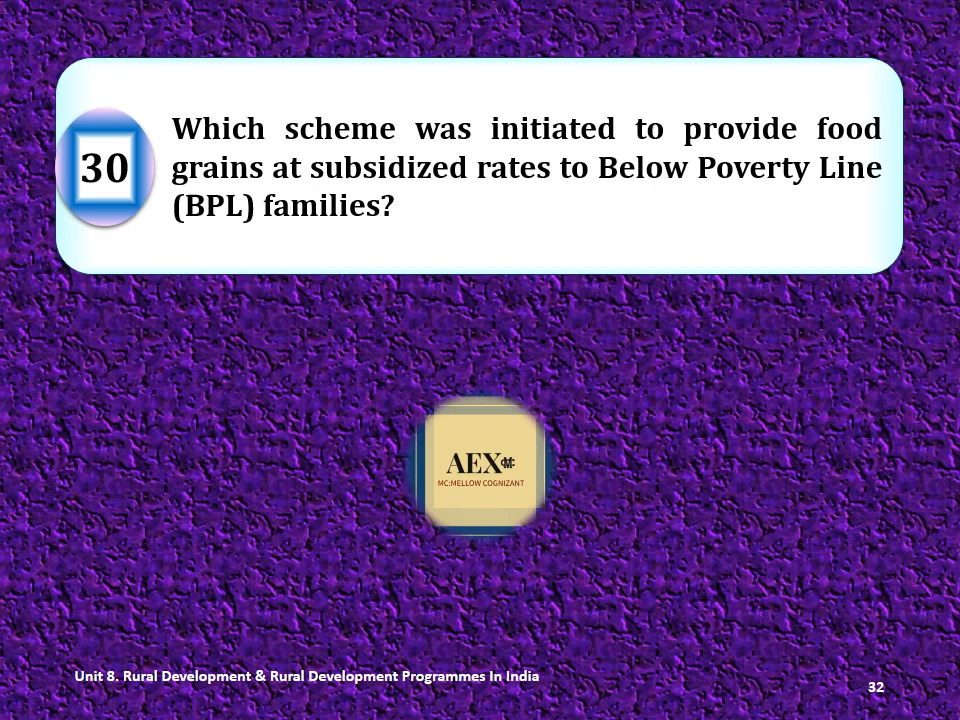 30
Which scheme was initiated to provide food
grains at subsidized rates to Below Poverty Line
(BPL) families?
AEX
MC:MELLOW COGNIZANT
Unit 8. Rural Development & Rural Development Programmes In India
32